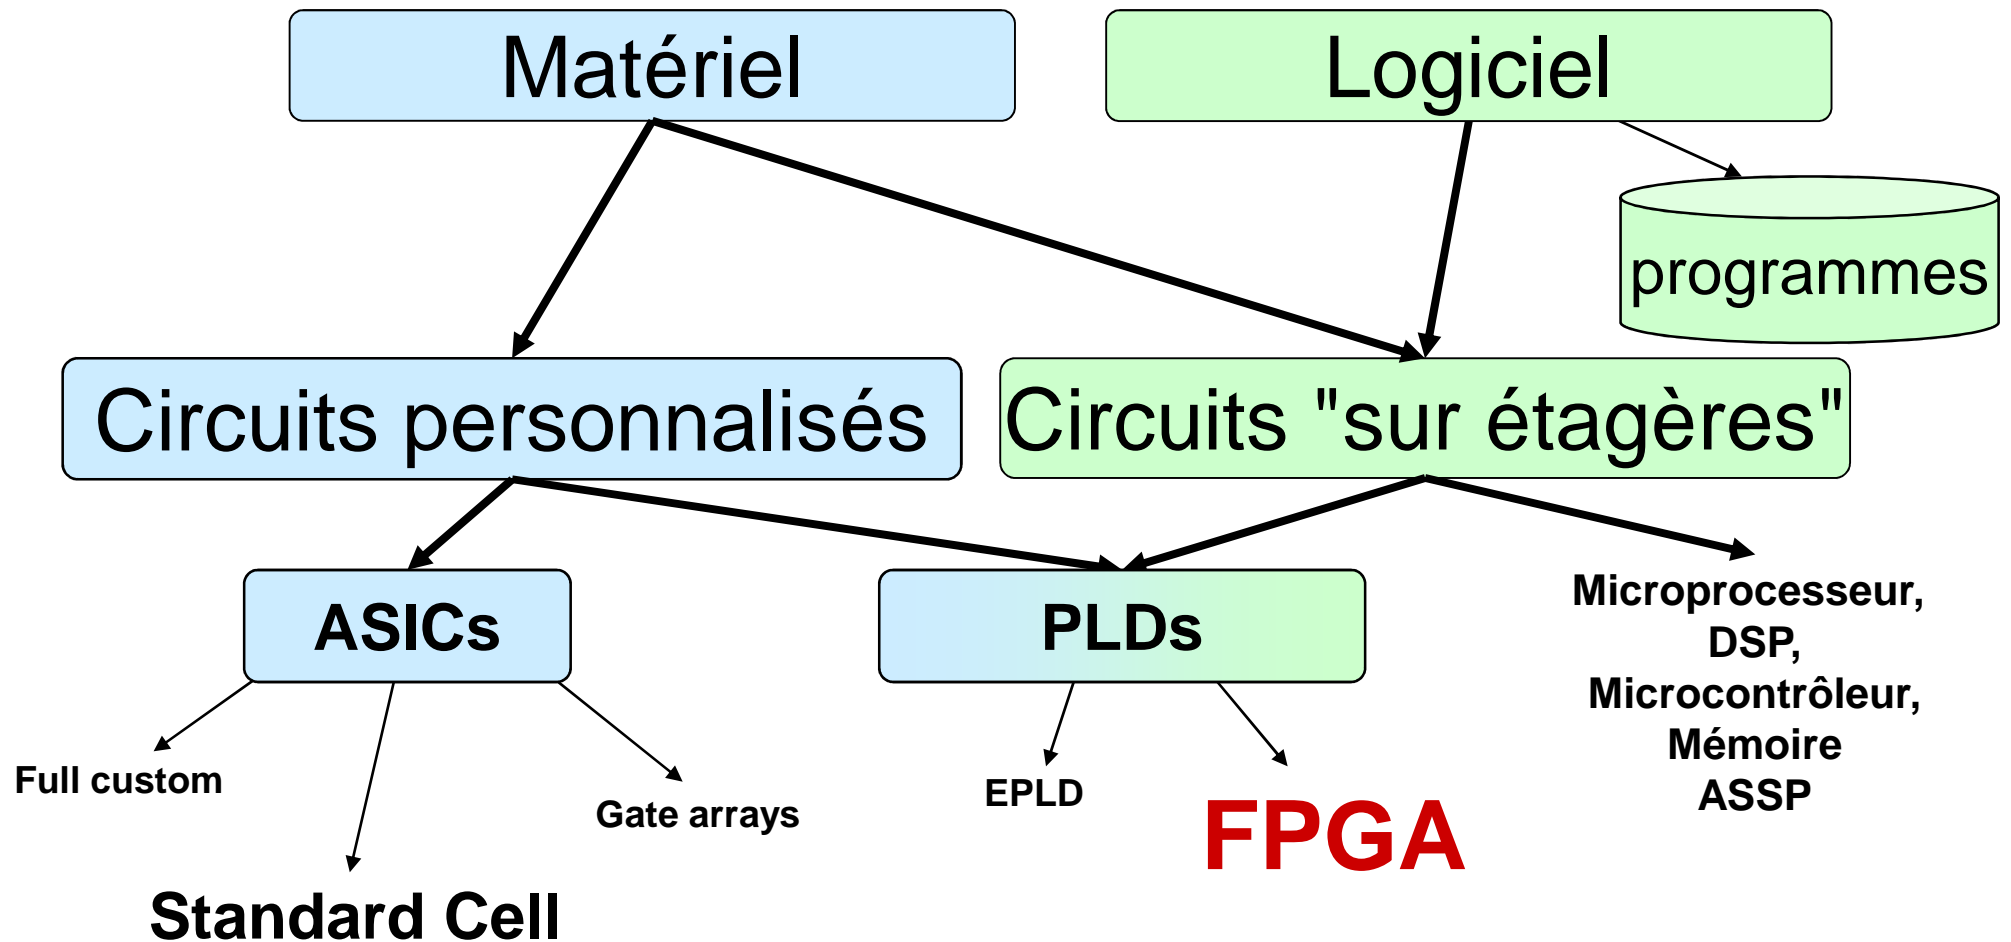 Matériel
Logiciel
programmes
Circuits personnalisés
Circuits "sur étagères"
ASICs
PLDs
Microprocesseur,
DSP,
Microcontrôleur,
Mémoire
ASSP
Full custom
Gate arrays
EPLD
FPGA
Standard Cell